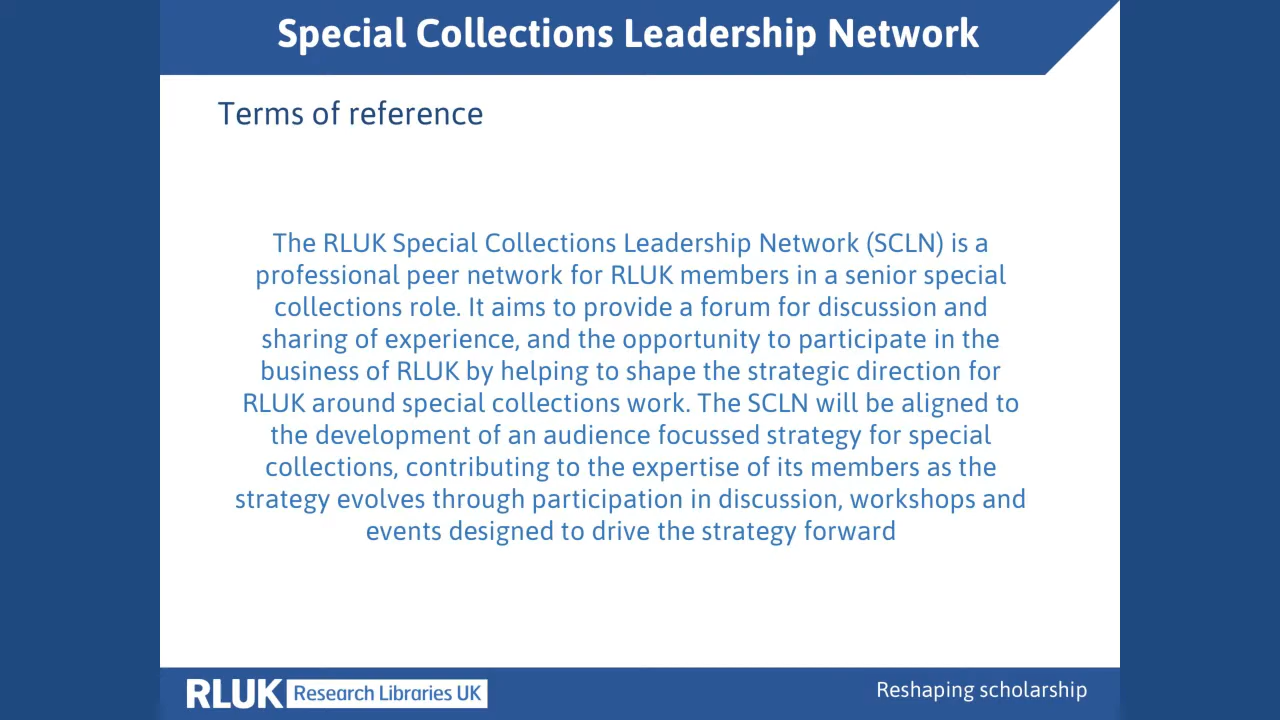 Special Collections Leadership Network
Terms of reference
The RLUK Special Collections Leadership Network (SCLN) is a
professional peer network for RLUK members in a senior special
collections role. It aims to provide a forum for discussion and
sharing of experience, and the opportunity to participate in the
business of RLUK by helping to shape the strategic direction for
RLUK around special collections work. The SCLN will be aligned to
the development of an audience focussed strategy for special
collections, contributing to the expertise of its members as the
strategy evolves through participation in discussion, workshops and
events designed to drive the strategy forward
RLUK Research Libraries UK
Reshaping scholarship